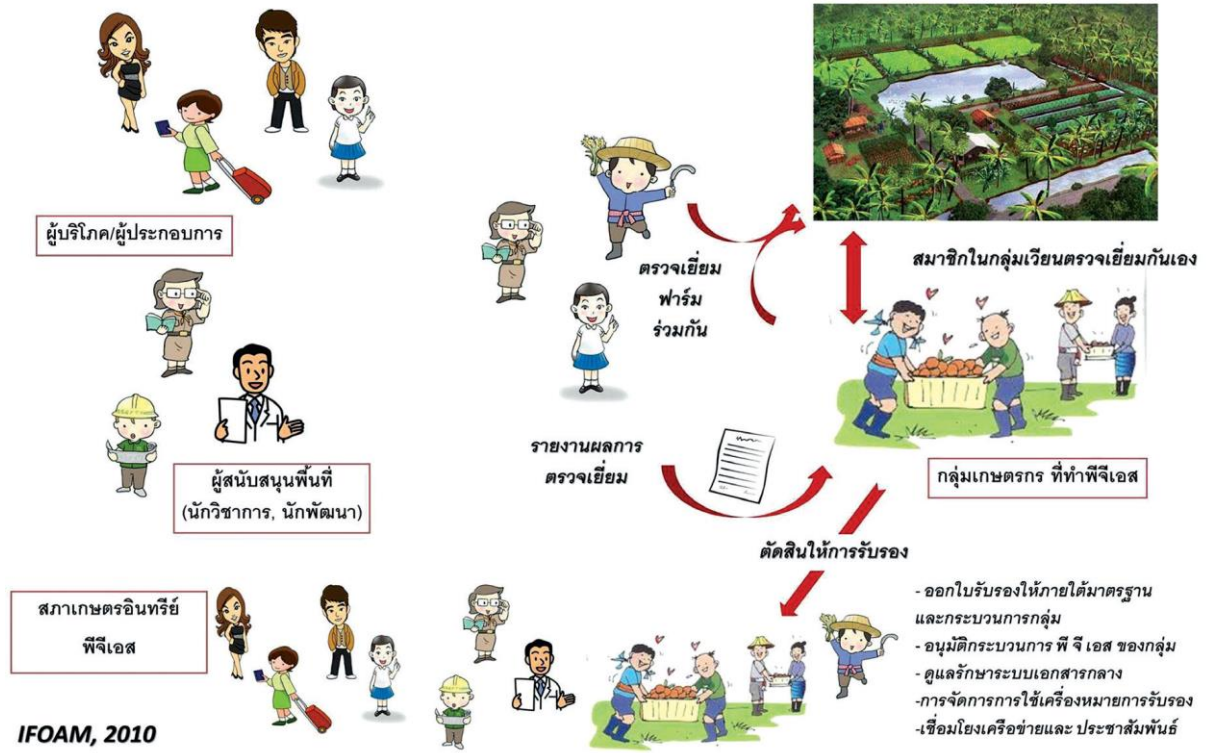 ผู้บริโภค/ผู้ประกอบการ
ตรวจเยี่ยม
ฟาร์ม
ร่วมกัน
สมาชิกในกลุ่มเวียนตรวจเยี่ยมกันเอง
รายงานผลการ
ตรวจเยี่ยม
กลุ่มเกษตรกร ที่ทำพีจีเอส
ผู้สนับสนุนพื้นที่
(นักวิชาการ, นักพัฒนา)
ตัดสินให้การรับรอง
สภาเกษตรอินทรีย์
พีจีเอส
- ออกใบรับรองให้ภายใต้มาตรฐาน
และกระบวนการกลุ่ม
- อนุมัติกระบวนการ พี จี เอส ของกลุ่ม
- ดูแลรักษาระบบเอกสารกลาง
-การจัดการการใช้เครื่องหมายการรับรอง
-เชื่อมโยงเครือข่ายและ ประชาสัมพันธ์
IFOAM, 2010